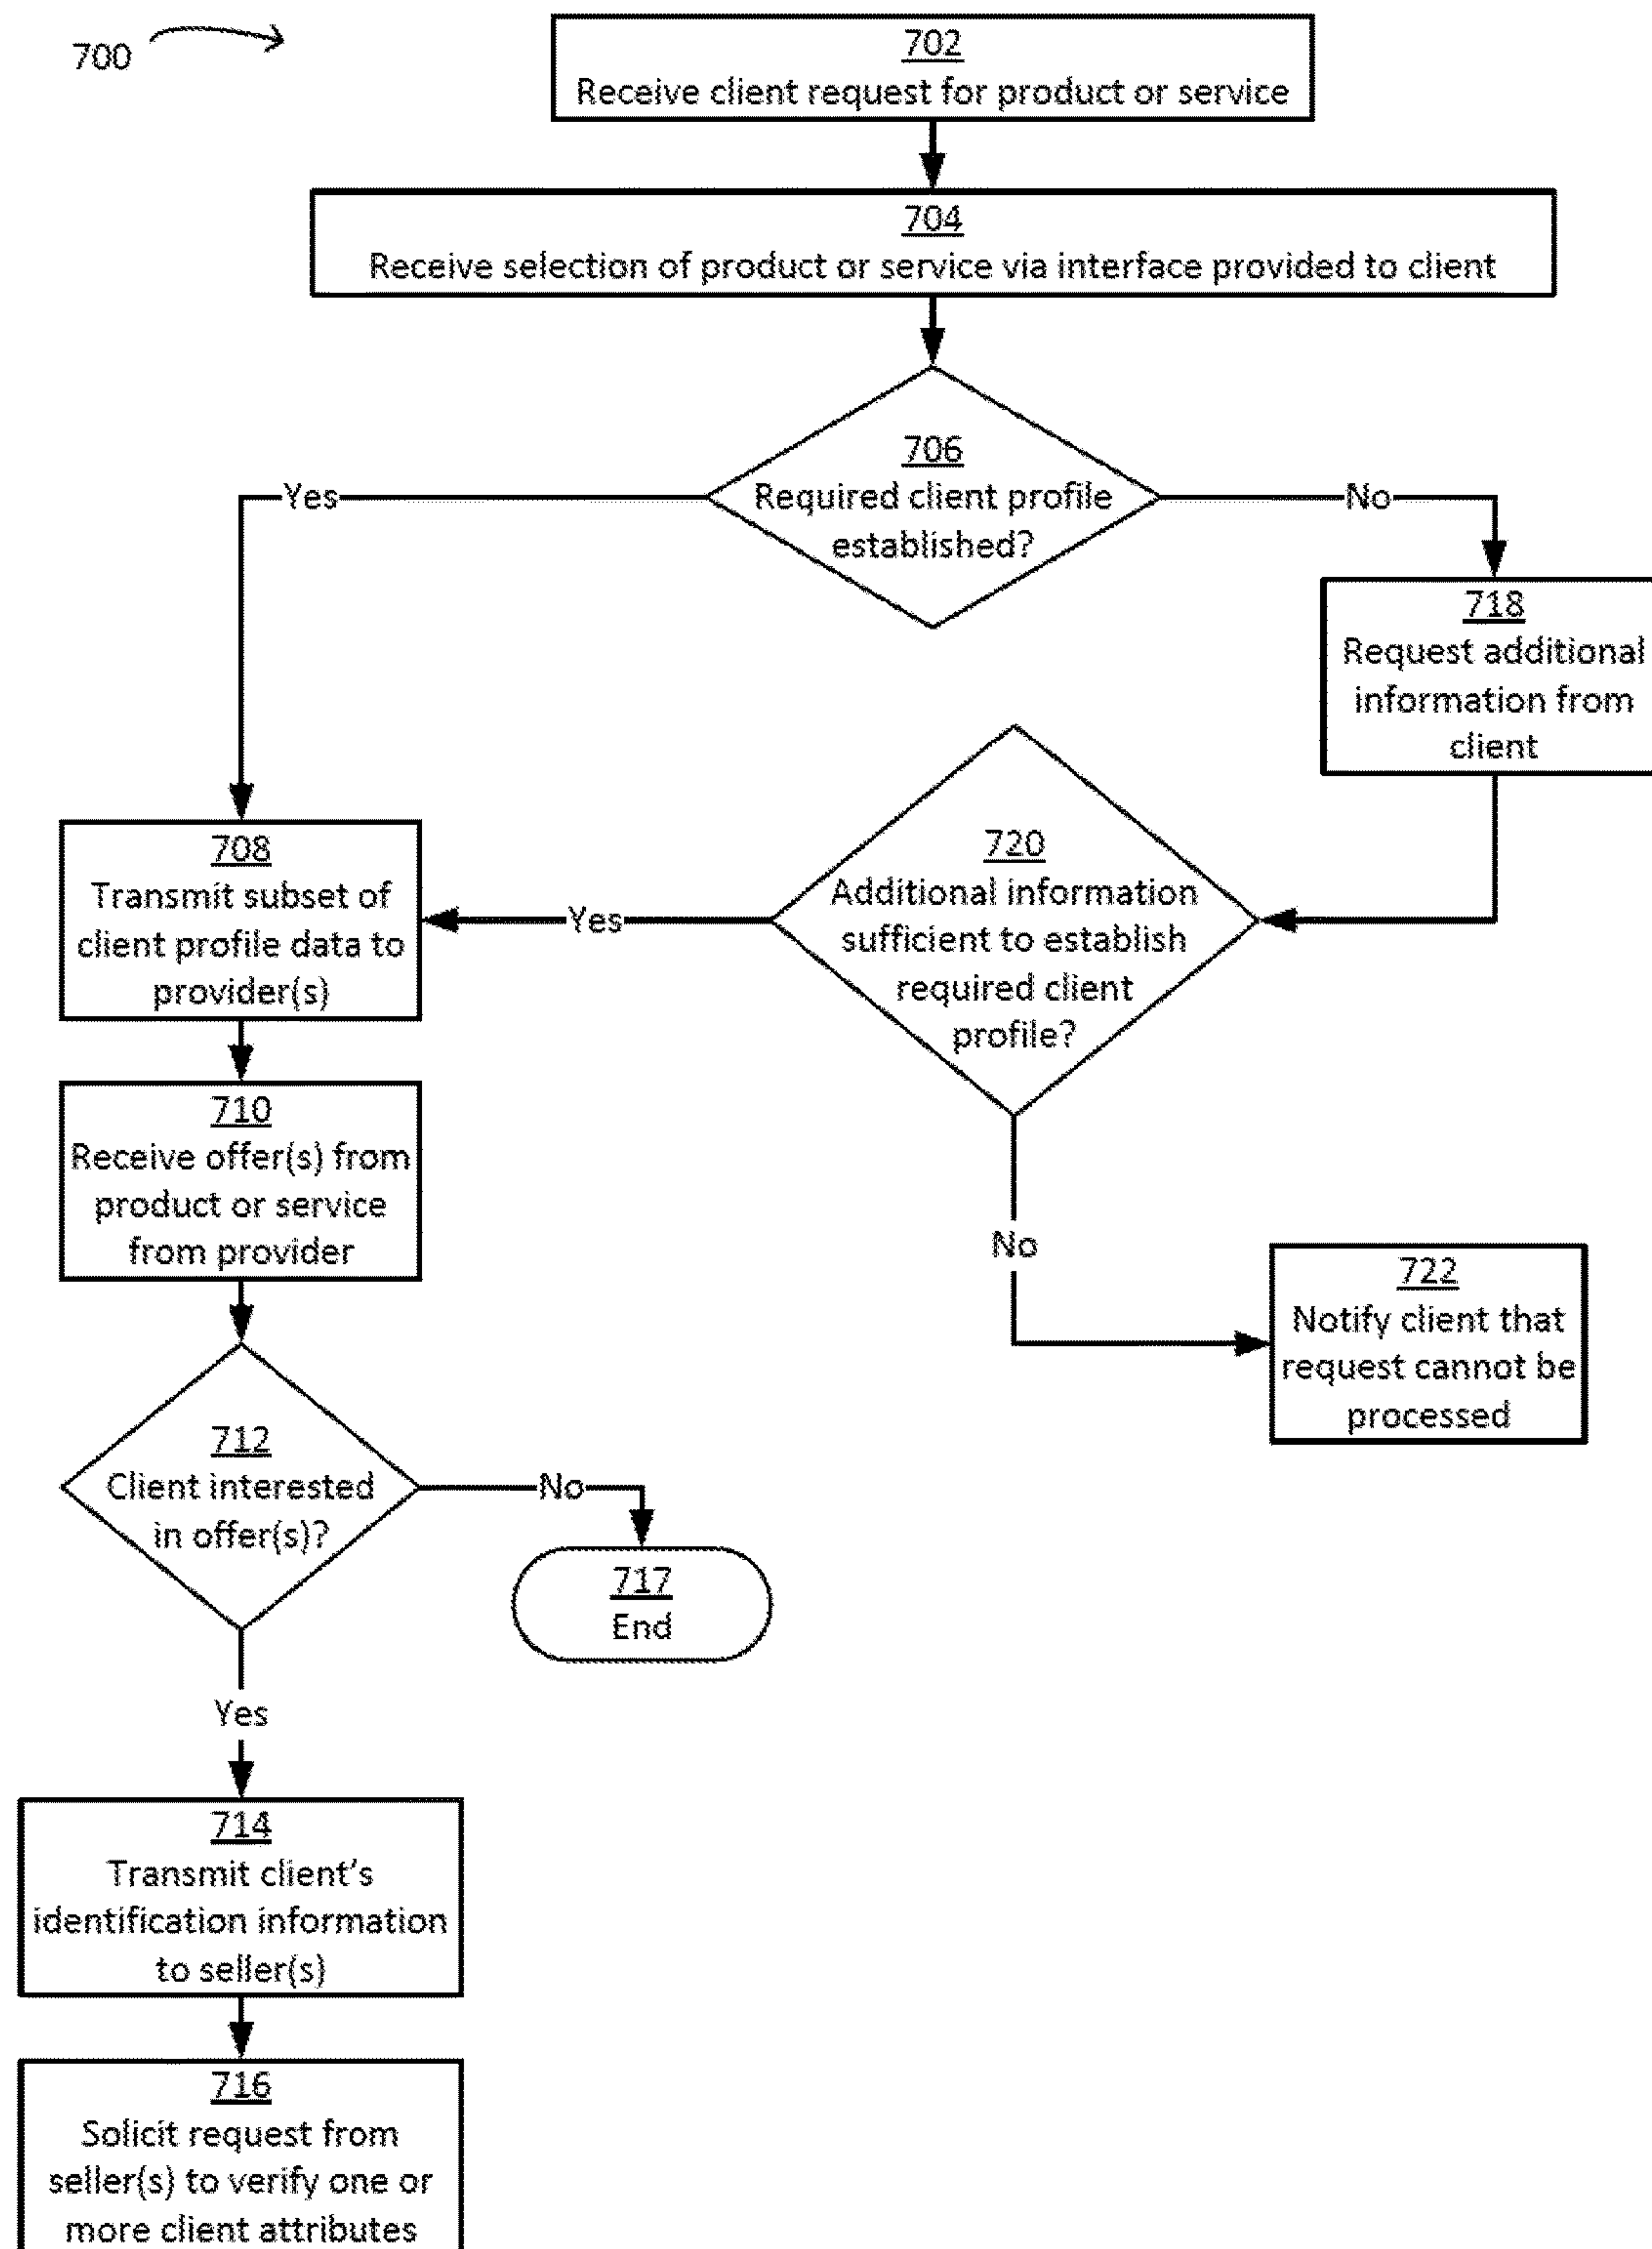 700
702
Receive client request for product or service
704
Receive selection of product or service via interface provided to client
706
Required client profile
established?
Yes
No
718
Request additional
information from
client
720
Additional information
sufficient to establish
required client
profile?
Yes
708
Transmit subset of
client profile data to
provider(s)
710
Receive offer(s) from
product or service
from provider
No
722
Notify client that
request cannot be
processed
712
Client interested
in offer(s)?
No
717
End
Yes
714
Transmit client's
identification information
to seller(s)
716
Solicit request from
seller(s) to verify one or
more client attributes